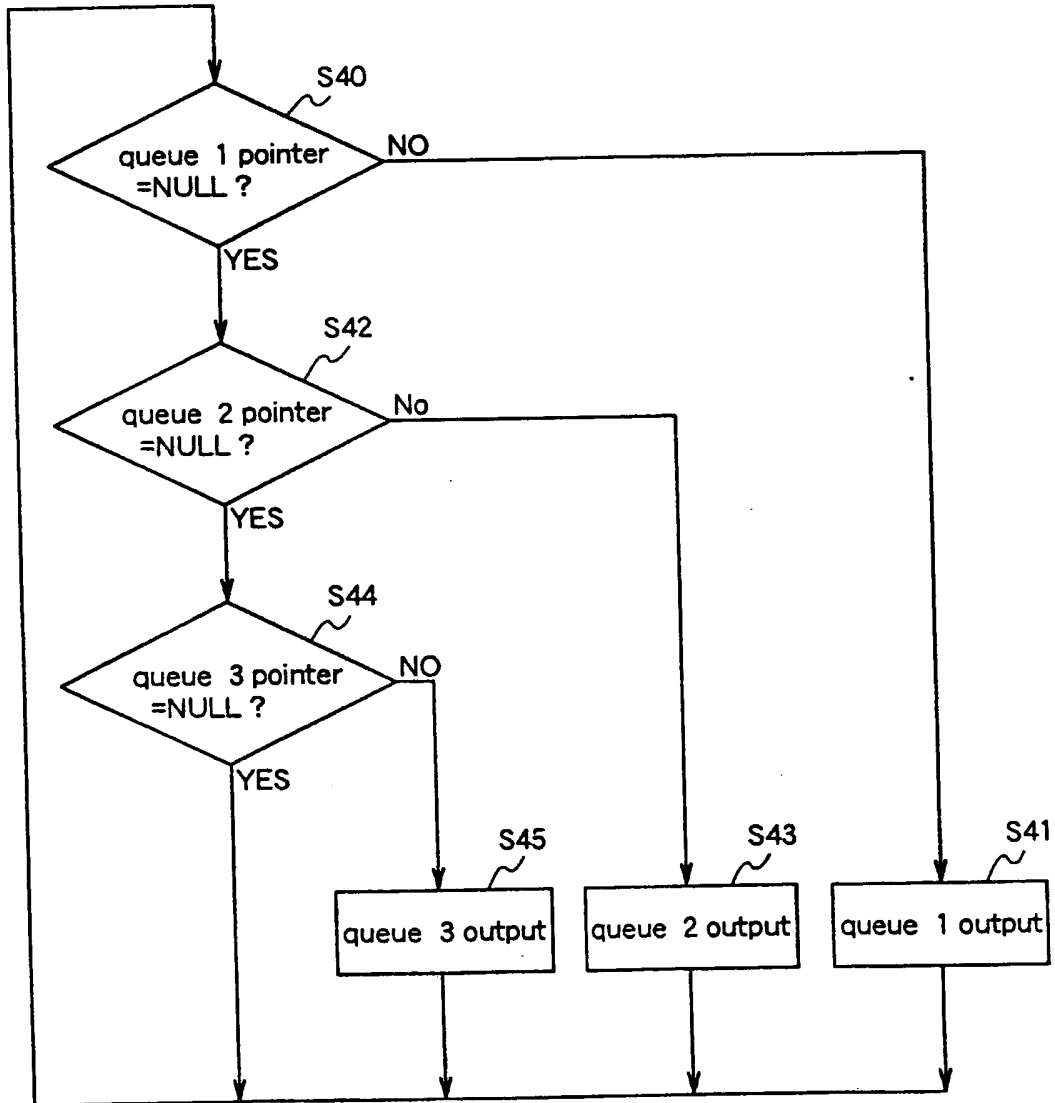 S40
queue 1 pointer
=NULL ?
NO
YES
S42
queue 2 pointer
=NULL ?
No
YES
S44
queue 3 pointer
=NULL ?
NO
YES
S45
S43
S41
queue 3 output
queue 2 output
queue 1 output